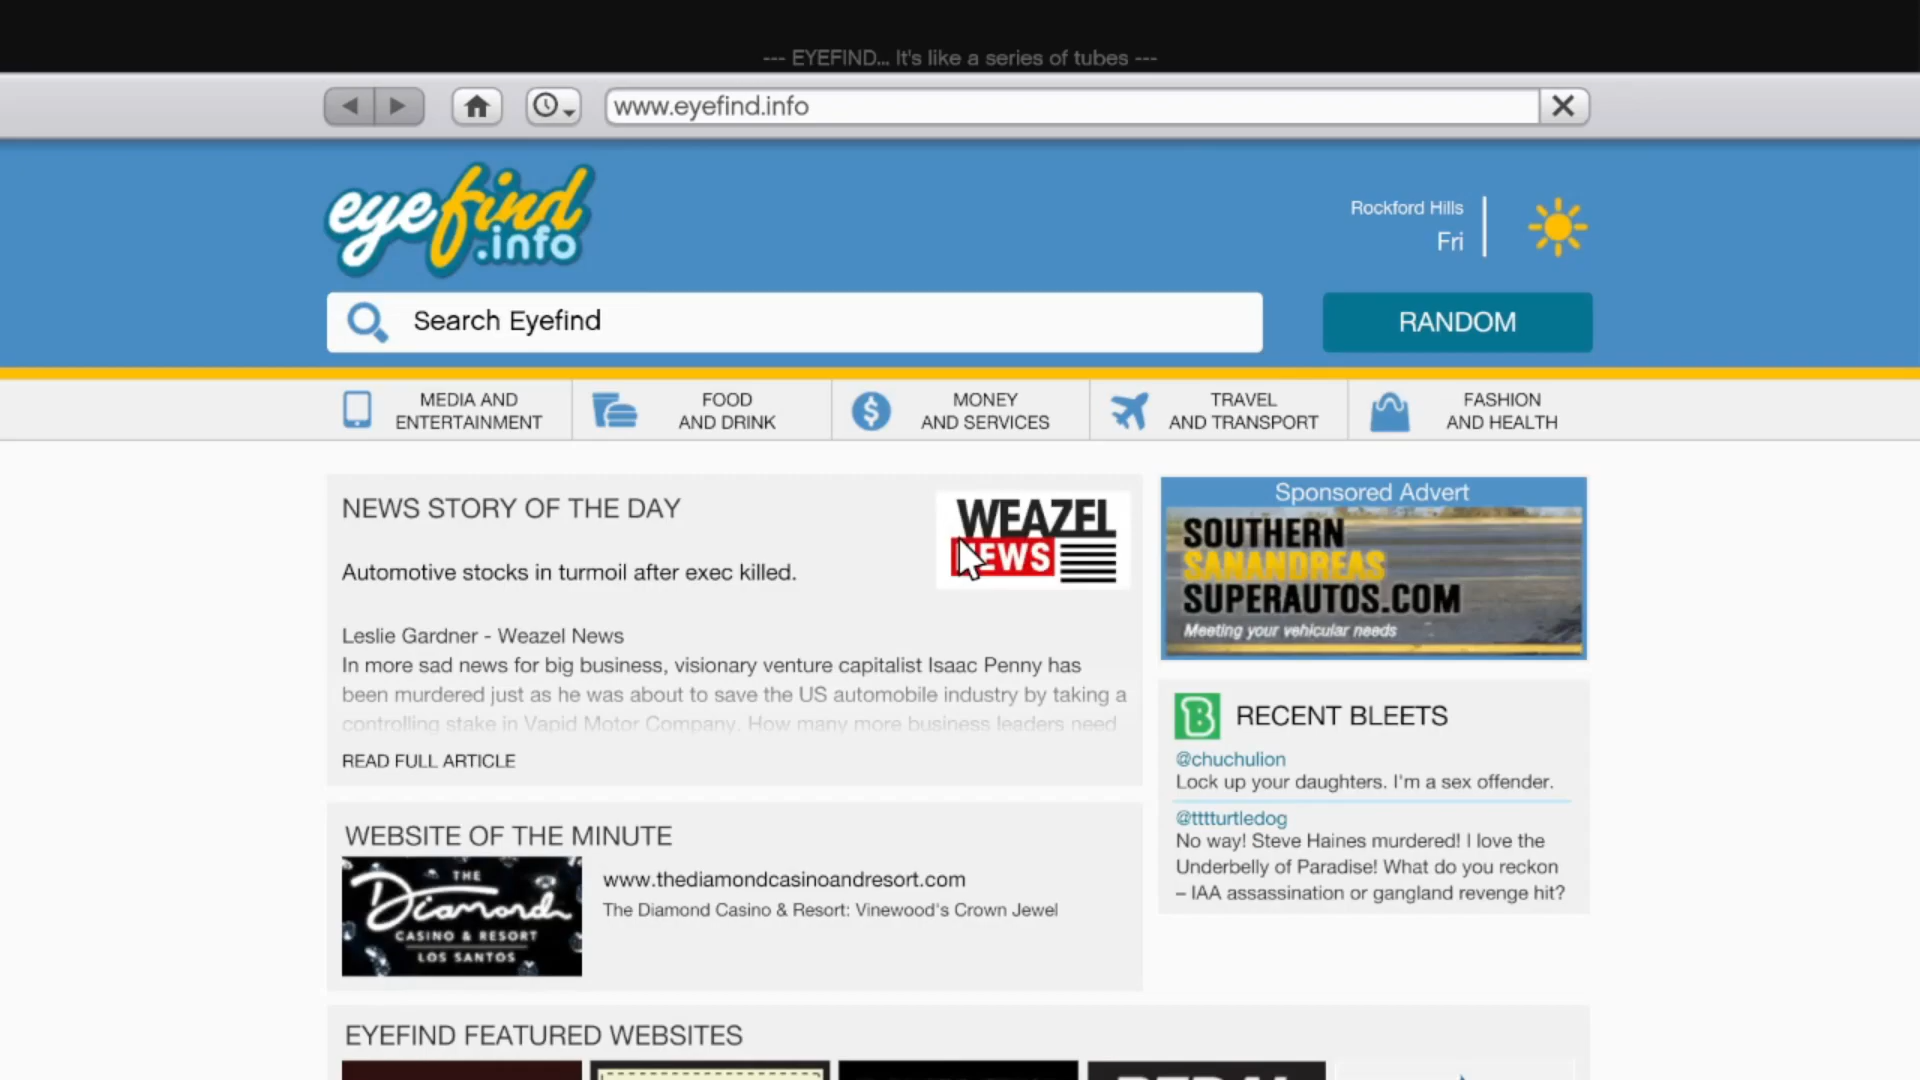 --- EYEFIND... It's like a series of tubes ---
www.eyefind.info
eyefind
.info
Rockford Hills
Fri
Search Eyefind
RANDOM
MEDIA AND
ENTERTAINMENT
FOOD
AND DRINK
MONEY
AND SERVICES
TRAVEL
AND TRANSPORT
FASHION
AND HEALTH
NEWS STORY OF THE DAY
WEAZEL
NEWS
Automotive stocks in turmoil after exec killed.
Leslie Gardner - Weazel News
In more sad news for big business, visionary venture capitalist Isaac Penny has
been murdered just as he was about to save the US automobile industry by taking a
controlling stake in Vapid Motor Company. How many more business leaders need
READ FULL ARTICLE
Sponsored Advert
SOUTHERN
SANANDREAS
SUPERAUTOS.COM
Meeting your vehicular needs
B RECENT BLEETS
@chuchulion
Lock up your daughters. I'm a sex offender.
@tttturtledog
No way! Steve Haines murdered! I love the
Underbelly of Paradise! What do you reckon
– IAA assassination or gangland revenge hit?
WEBSITE OF THE MINUTE
THE
Diamond
CASINO & RESORT
LOS SANTOS
www.thediamondcasinoandresort.com
The Diamond Casino & Resort: Vinewood's Crown Jewel
EYEFIND FEATURED WEBSITES